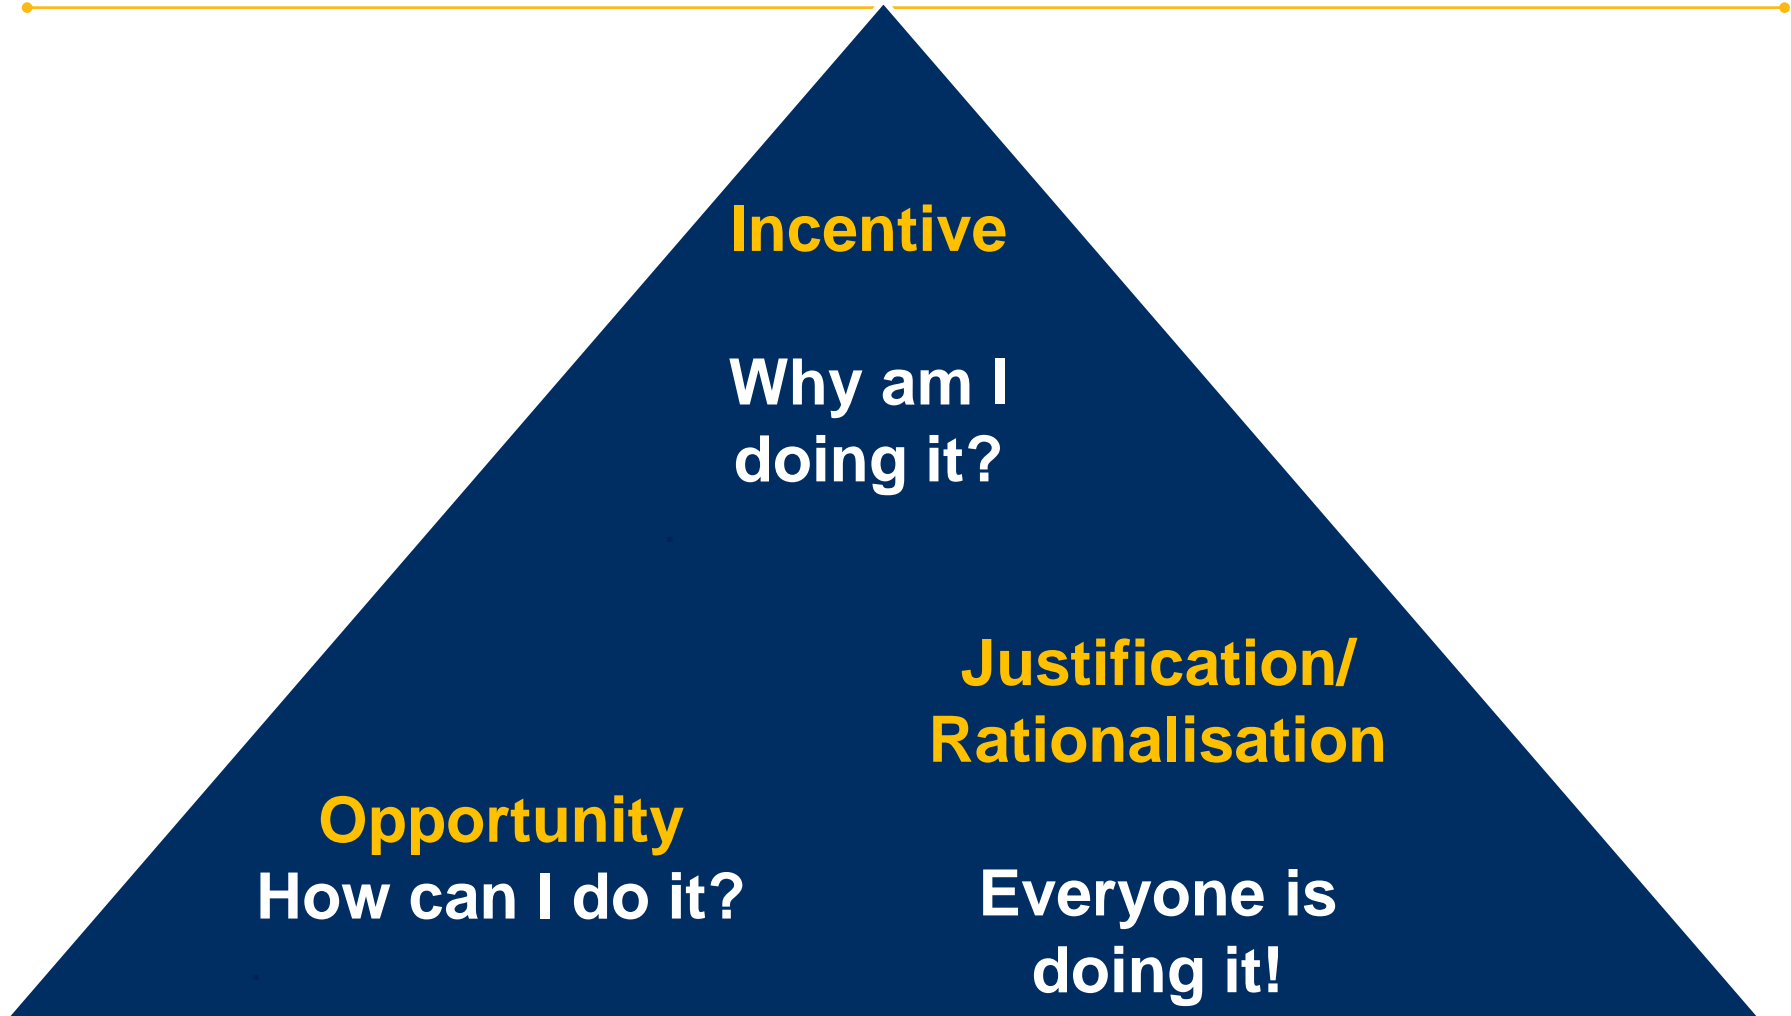 Incentive
Why am I
doing it?
Opportunity
How can I do it?
Justification/
Rationalisation
Everyone is
doing it!